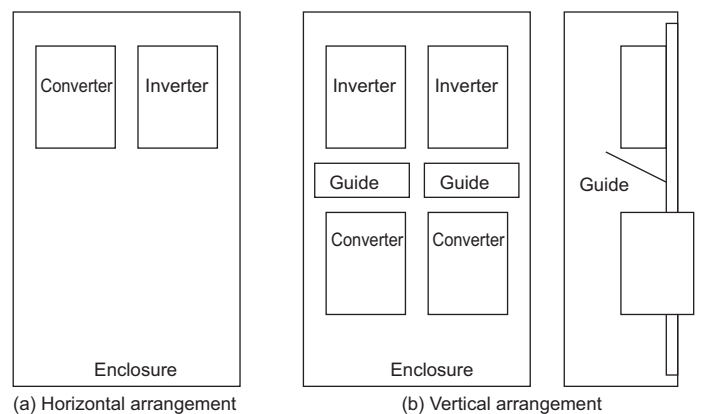 Converter Inverter
Enclosure
(a) Horizontal arrangement
Inverter Inverter
Guide Guide
Converter Converter
Enclosure
Guide
(b) Vertical arrangement